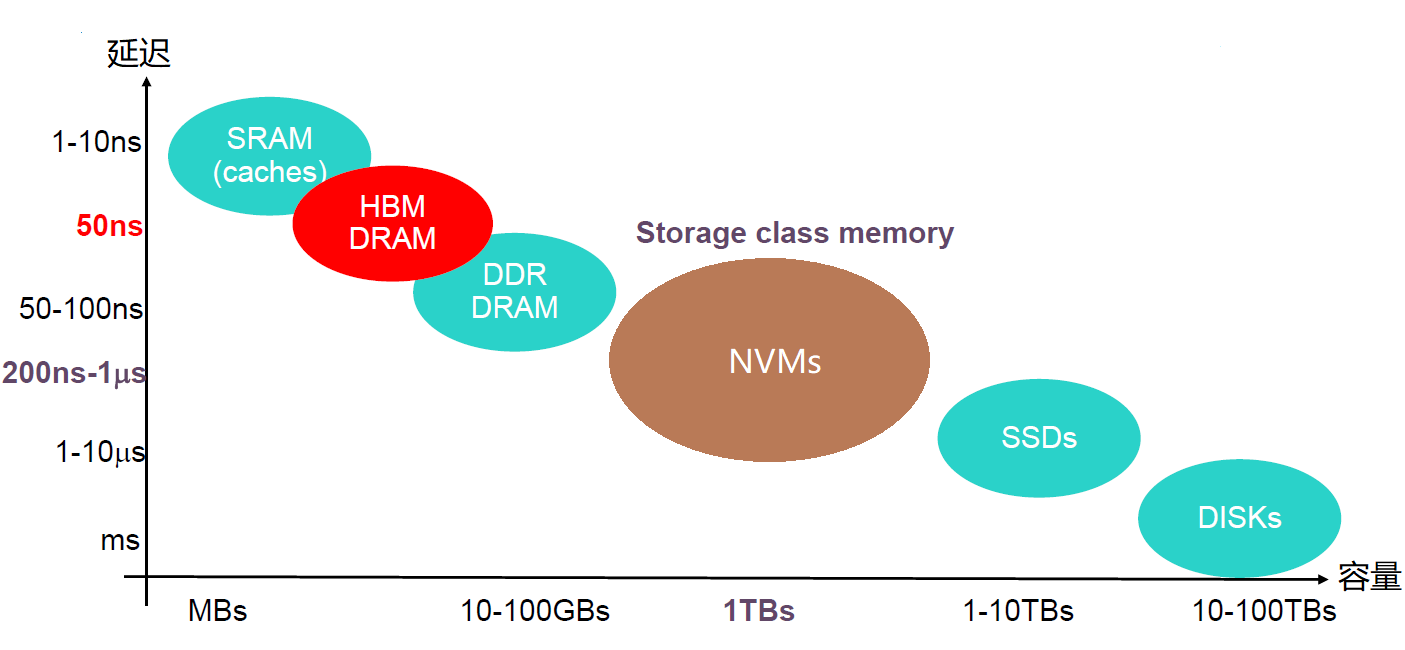 延迟
1-10ns
SRAM
(caches)
50ns
HBM
DRAM
Storage class memory
50-100ns
DDR
DRAM
200ns-1μs
NVMs
1-10μs
SSDs
ms
DISKs
容量
MBs
10-100GBs
1TBs
1-10TBs
10-100TBs